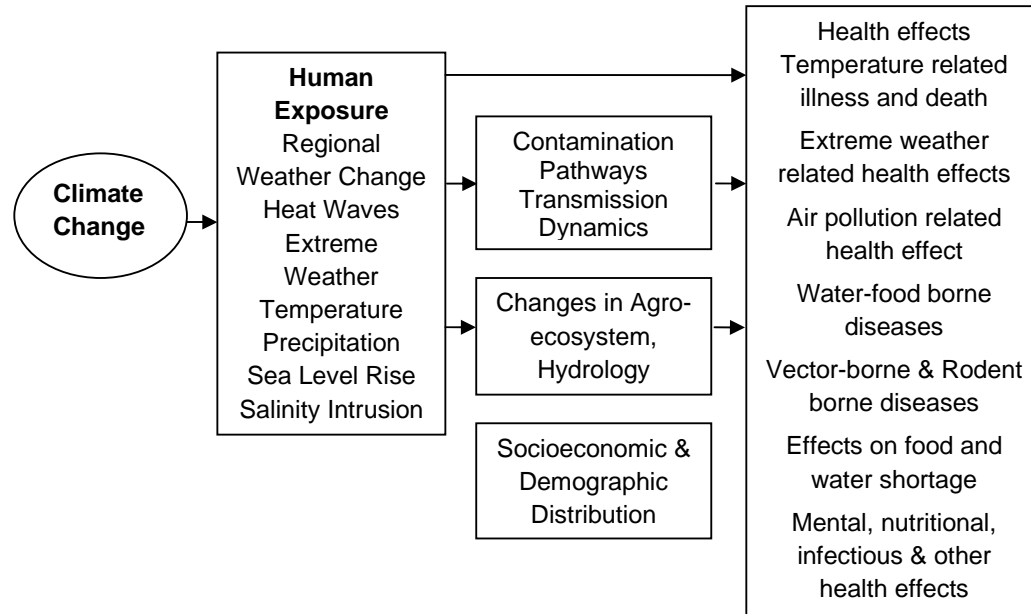 Climate
Change
Human
Exposure
Regional
Weather Change
Heat Waves
Extreme
Weather
Temperature
Precipitation
Sea Level Rise
Salinity Intrusion
Contamination
Pathways
Transmission
Dynamics
Changes in Agro-
ecosystem,
Hydrology
Socioeconomic &
Demographic
Distribution
Health effects
Temperature related
illness and death
Extreme weather
related health effects
Air pollution related
health effect
Water-food borne
diseases
Vector-borne & Rodent
borne diseases
Effects on food and
water shortage
Mental, nutritional,
infectious & other
health effects